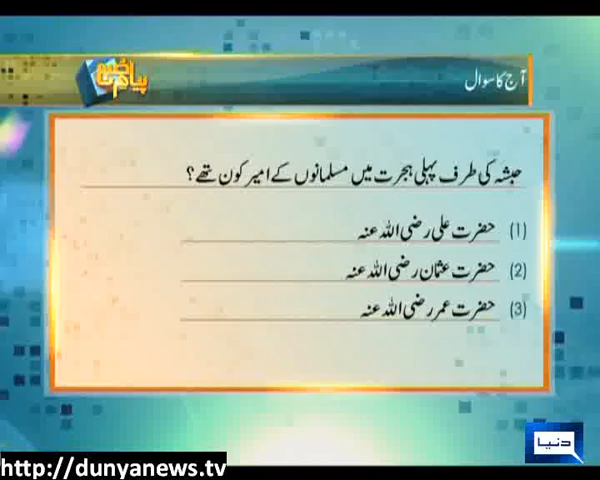 پیام صبح
آج کا سوال
حبشہ کی طرف پہلی ہجرت میں مسلمانوں کے امیر کون تھے؟
(1) حضرت علی رضی اللہ عنہ
(2) حضرت عثمان رضی اللہ عنہ
(3) حضرت عمر رضی اللہ عنہ
دنیا
http://dunyanews.tv